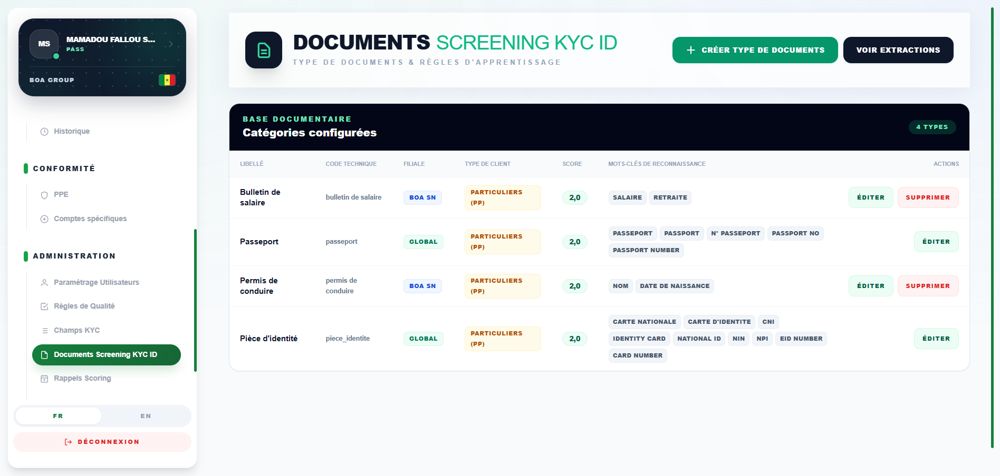 MS
MAMADOU FALLOU S...
PASS
BOA GROUP
Historique
CONFORMITÉ
PPE
Comptes spécifiques
ADMINISTRATION
Paramétrage Utilisateurs
Règles de Qualité
Champs KYC
Documents Screening KYC ID
Rappels Scoring
FR EN
DÉCONNEXION
DOCUMENTS SCREENING KYC ID
TYPE DE DOCUMENTS & RÈGLES D'APPRENTISSAGE
CRÉER TYPE DE DOCUMENTS VOIR EXTRACTIONS
BASE DOCUMENTAIRE
Catégories configurées
4 TYPES
LIBELLÉ CODE TECHNIQUE FILIALE TYPE DE CLIENT SCORE MOTS-CLÉS DE RECONNAISSANCE ACTIONS
Bulletin de
salaire
bulletin de salaire
BOA SN
PARTICULIERS
(PP)
2,0
SALAIRE RETRAITE
ÉDITER SUPPRIMER
Passeport
passeport
GLOBAL
PARTICULIERS
(PP)
2,0
PASSEPORT PASSPORT N° PASSEPORT PASSPORT NO
PASSPORT NUMBER
ÉDITER
Permis de
conduire
permis de
conduire
BOA SN
PARTICULIERS
(PP)
2,0
NOM DATE DE NAISSANCE
ÉDITER SUPPRIMER
Pièce d'identité
piece_identite
GLOBAL
PARTICULIERS
(PP)
2,0
CARTE NATIONALE CARTE D'IDENTITE CNI
IDENTITY CARD NATIONAL ID NIN NPI EID NUMBER
CARD NUMBER
ÉDITER